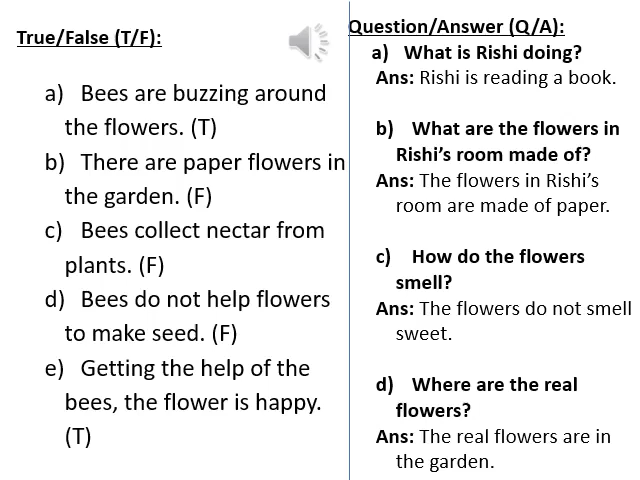 True/False (T/F):
a) Bees are buzzing around
the flowers. (T)
b) There are paper flowers in
the garden. (F)
c) Bees collect nectar from
plants. (F)
d) Bees do not help flowers
to make seed. (F)
e) Getting the help of the
bees, the flower is happy.
(T)
Question/Answer (Q/A):
a) What is Rishi doing?
Ans: Rishi is reading a book.
b) What are the flowers in
Rishi’s room made of?
Ans: The flowers in Rishi’s
room are made of paper.
c) How do the flowers
smell?
Ans: The flowers do not smell
sweet.
d) Where are the real
flowers?
Ans: The real flowers are in
the garden.